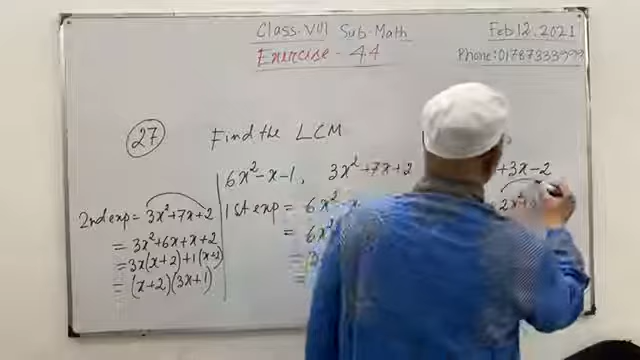 Class-VIII Sub-Math
Feb 12, 2021
Exercise - 4.4
Phone: 01787333999
27 Find the LCM
6x²-x-1, 3x²+7x+2
+3x-2
2nd exp = 3x²+7x+2
= 3x²+6x+x+2
= 3x(x+2)+1(x+2)
= (x+2)(3x+1)
1st exp = 6x²-x
= 6x²
=
=
2x²+